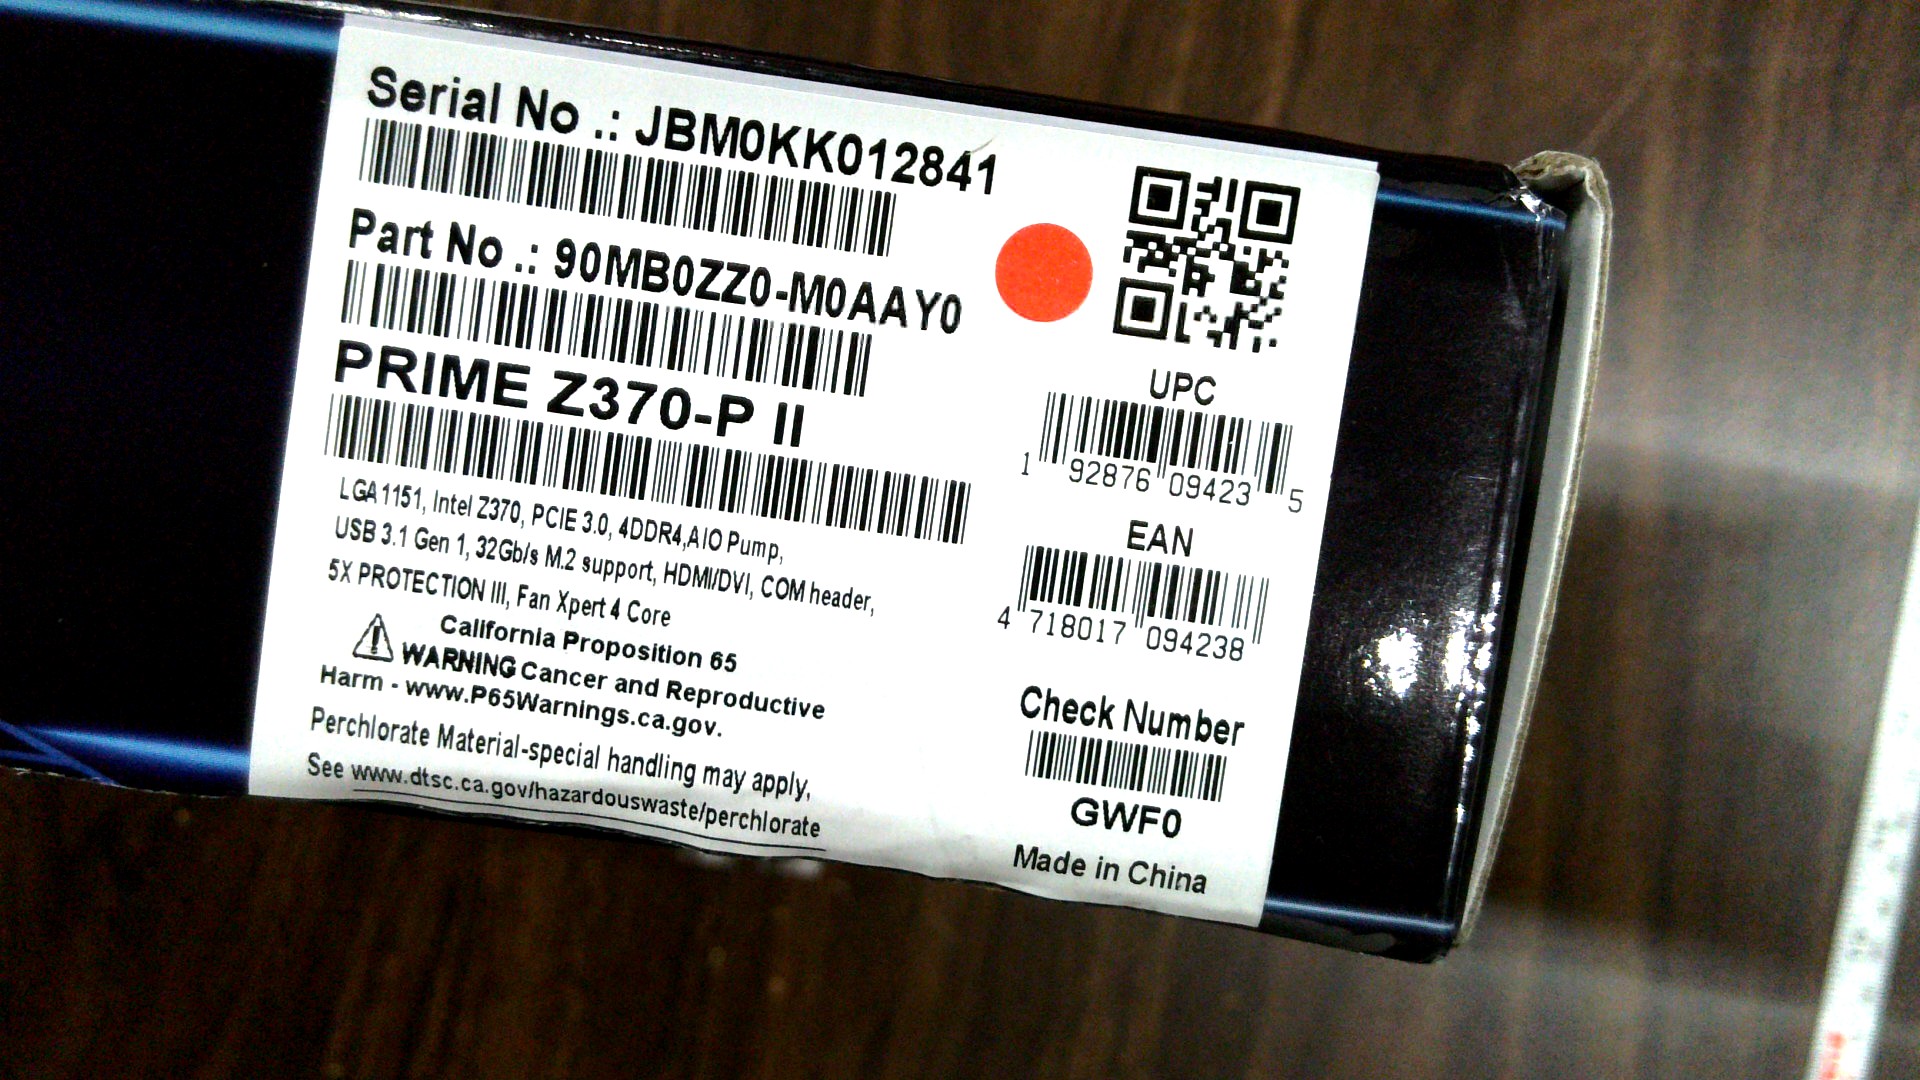 Serial No .: JBM0KK012841
Part No .: 90MB0ZZ0-M0AAY0
PRIME Z370-P II
LGA1151, Intel Z370, PCIE 3.0, 4DDR4,AIO Pump,
USB 3.1 Gen 1, 32Gb/s M.2 support, HDMI/DVI, COM header,
5X PROTECTION III, Fan Xpert 4 Core
California Proposition 65
WARNING Cancer and Reproductive
Harm - www.P65Warnings.ca.gov.
Perchlorate Material-special handling may apply,
See www.dtsc.ca.gov/hazardouswaste/perchlorate
UPC
1 92876 09423 5
EAN
4 718017 094238
Check Number
GWF0
Made in China